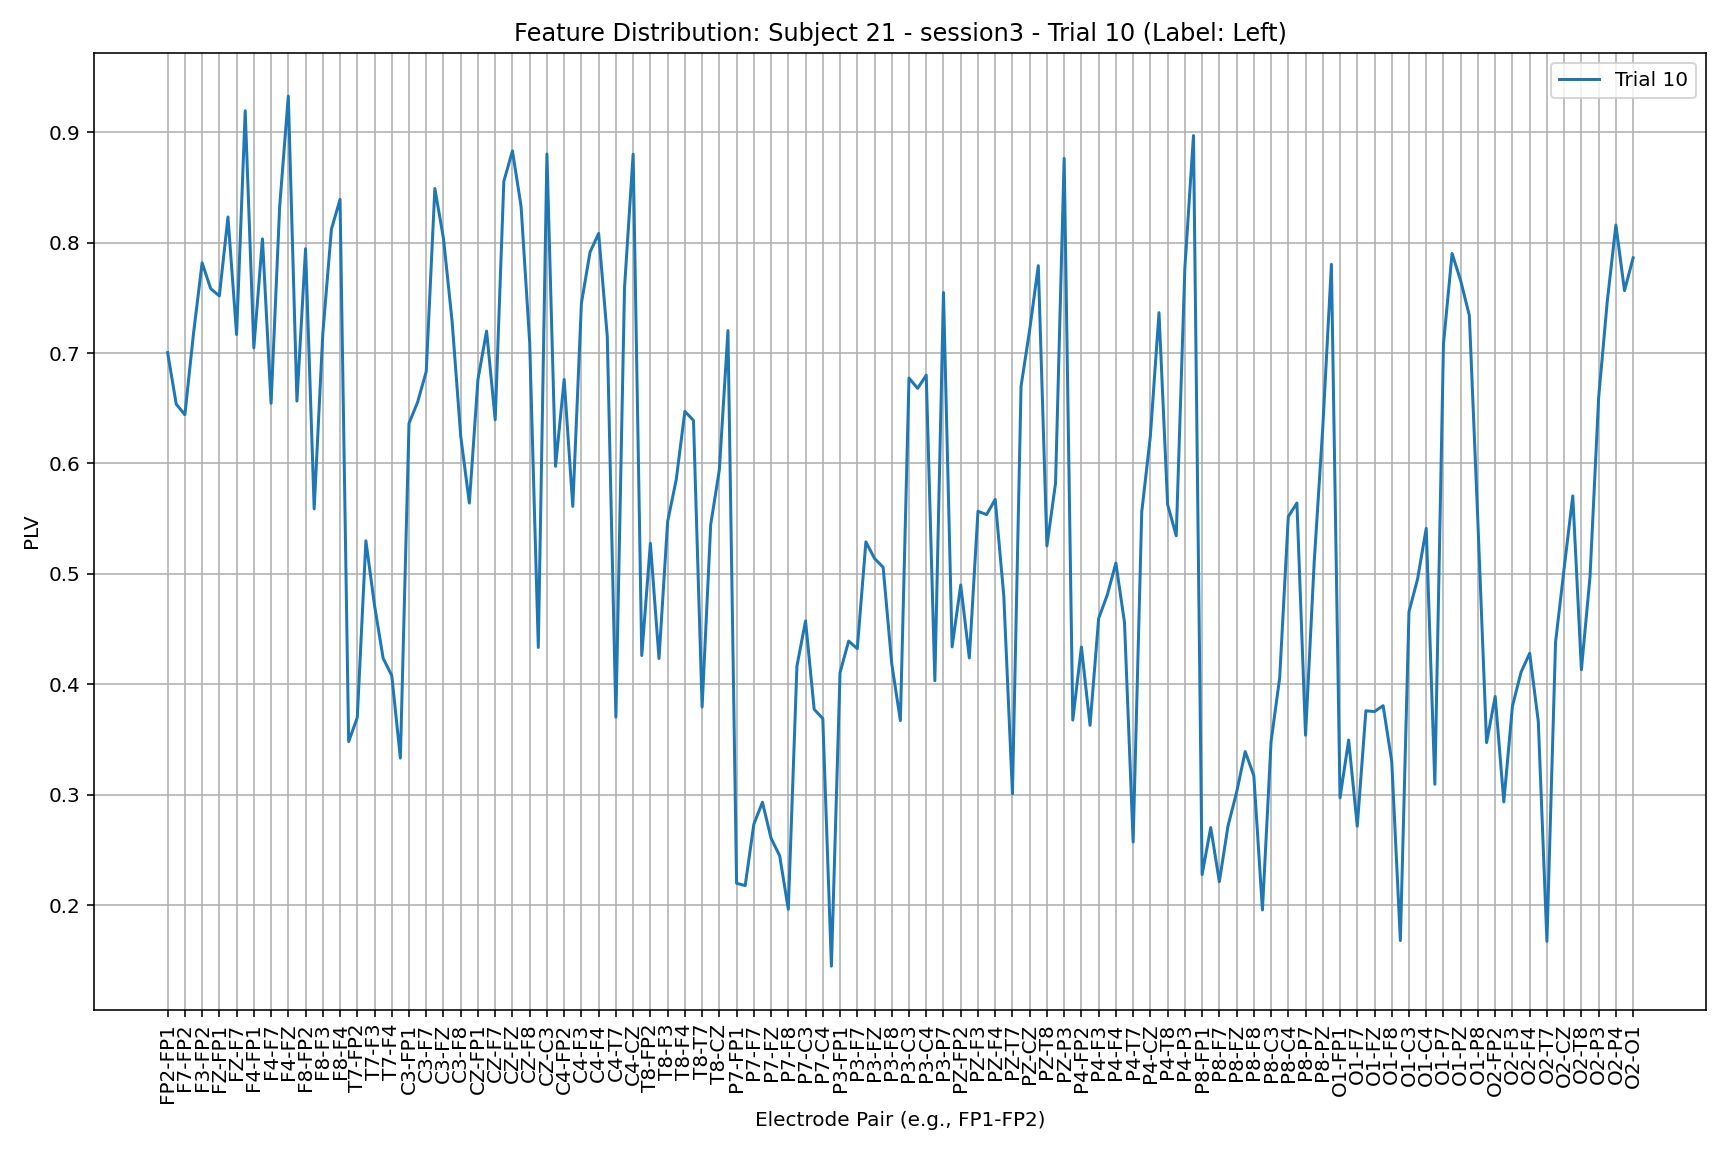 Feature Distribution: Subject 21 - session3 - Trial 10 (Label: Left)
Trial 10
PLV
0.9
0.8
0.7
0.6
0.5
0.4
0.3
0.2
FP2-FP1
F7-FP2
F3-FP2
FZ-FP1
FZ-F7
F4-FP1
F4-F7
F4-FZ
F8-FP2
F8-F3
F8-F4
T7-FP2
T7-F3
T7-F4
C3-FP1
C3-F7
C3-FZ
C3-F8
CZ-FP1
CZ-F7
CZ-FZ
CZ-F8
CZ-C3
C4-FP2
C4-F3
C4-F4
C4-T7
C4-CZ
T8-FP2
T8-F3
T8-F4
T8-T7
T8-CZ
P7-FP1
P7-F7
P7-FZ
P7-F8
P7-C3
P7-C4
P3-FP1
P3-F7
P3-FZ
P3-F8
P3-C3
P3-C4
P3-P7
PZ-FP2
PZ-F3
PZ-F4
PZ-T7
PZ-CZ
PZ-T8
PZ-P3
P4-FP2
P4-F3
P4-F4
P4-T7
P4-CZ
P4-T8
P4-P3
P8-FP1
P8-F7
P8-FZ
P8-F8
P8-C3
P8-C4
P8-P7
P8-PZ
O1-FP1
O1-F7
O1-FZ
O1-F8
O1-C3
O1-C4
O1-P7
O1-PZ
O1-P8
O2-FP2
O2-F3
O2-F4
O2-T7
O2-CZ
O2-T8
O2-P3
O2-P4
O2-O1
Electrode Pair (e.g., FP1-FP2)